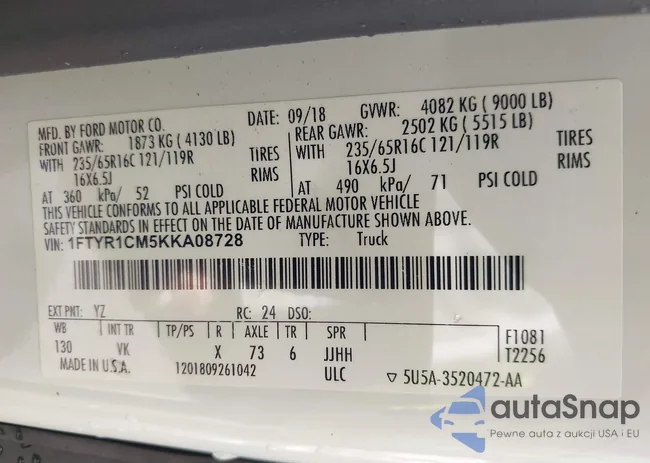 MFD. BY FORD MOTOR CO.
DATE: 09/18 GVWR: 4082 KG ( 9000 LB)
FRONT GAWR: 1873 KG ( 4130 LB) REAR GAWR: 2502 KG ( 5515 LB)
WITH 235/65R16C 121/119R TIRES WITH 235/65R16C 121/119R TIRES
16X6.5J RIMS 16X6.5J RIMS
AT 360 kPa/ 52 PSI COLD AT 490 kPa/ 71 PSI COLD
THIS VEHICLE CONFORMS TO ALL APPLICABLE FEDERAL MOTOR VEHICLE
SAFETY STANDARDS IN EFFECT ON THE DATE OF MANUFACTURE SHOWN ABOVE.
VIN: 1FTYR1CM5KKA08728 TYPE: Truck
EXT PNT: YZ RC: 24 DSO:
WB INT TR TP/PS R AXLE TR SPR F1081
130 VK X 73 6 JJHH T2256
MADE IN U.S.A. 1201809261042 ULC ▽ 5U5A-3520472-AA
autaSnap
Pewne auta z aukcji USA i EU